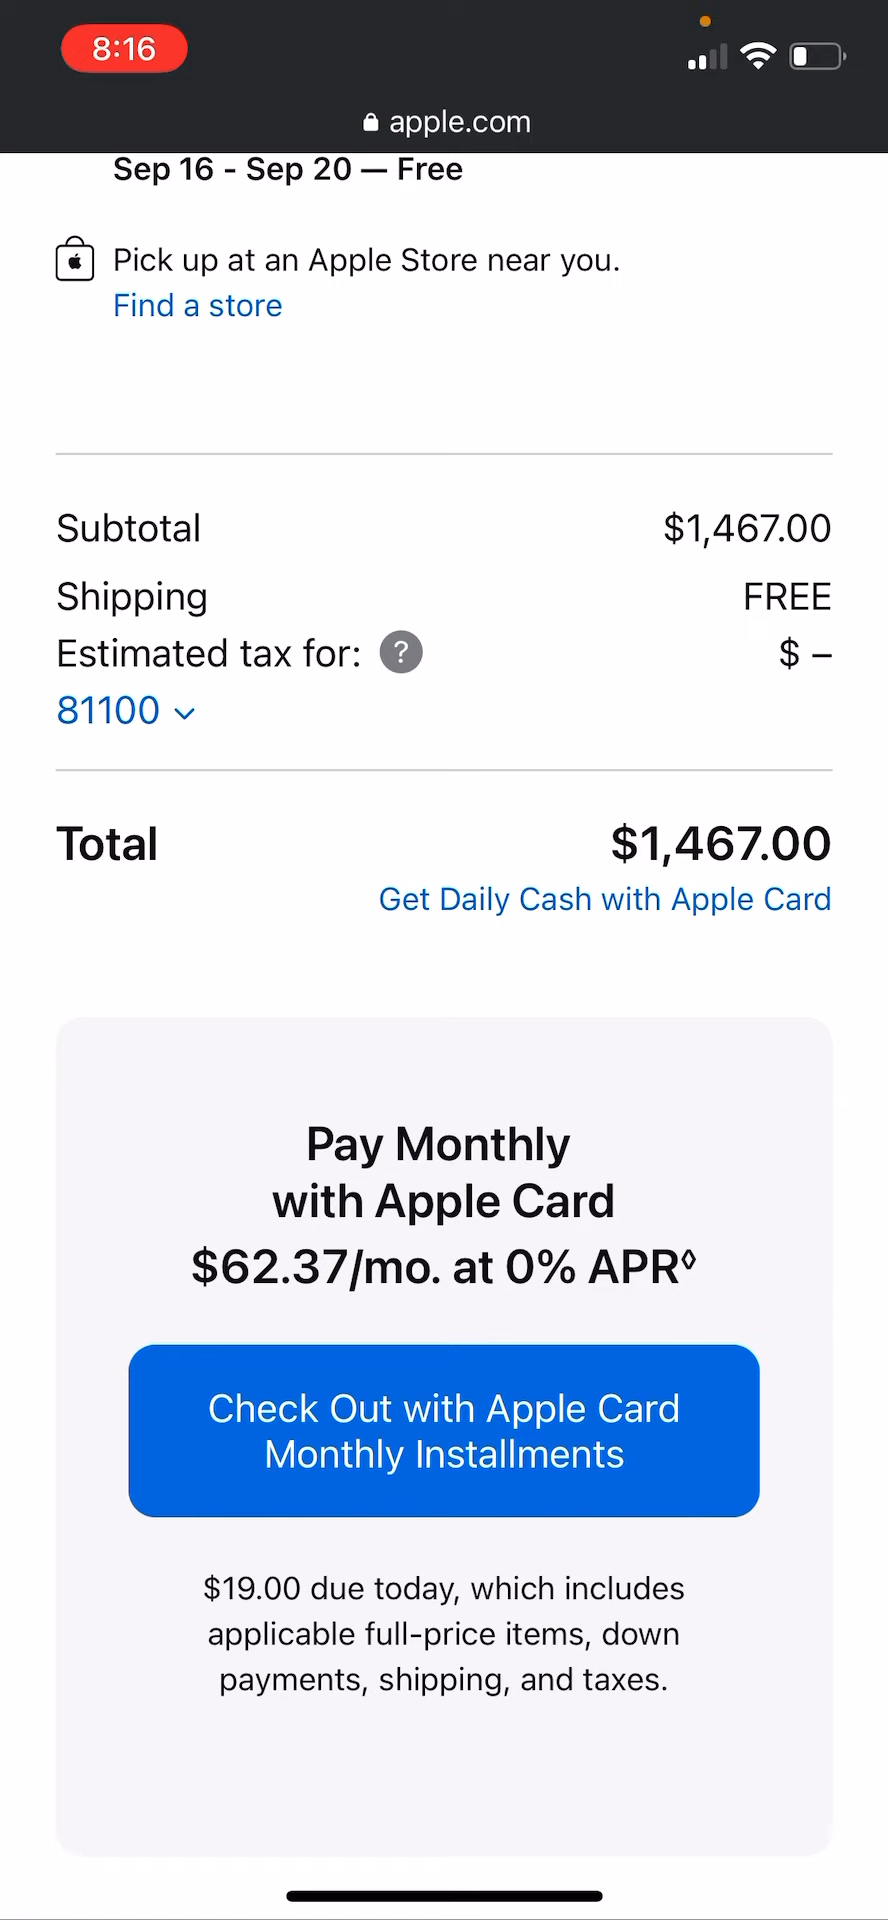 8:16
apple.com
Sep 16 - Sep 20 — Free
Pick up at an Apple Store near you.
Find a store
Subtotal $1,467.00
Shipping FREE
Estimated tax for: ? $ –
81100
Total $1,467.00
Get Daily Cash with Apple Card
Pay Monthly
with Apple Card
$62.37/mo. at 0% APR◊
Check Out with Apple Card
Monthly Installments
$19.00 due today, which includes
applicable full-price items, down
payments, shipping, and taxes.